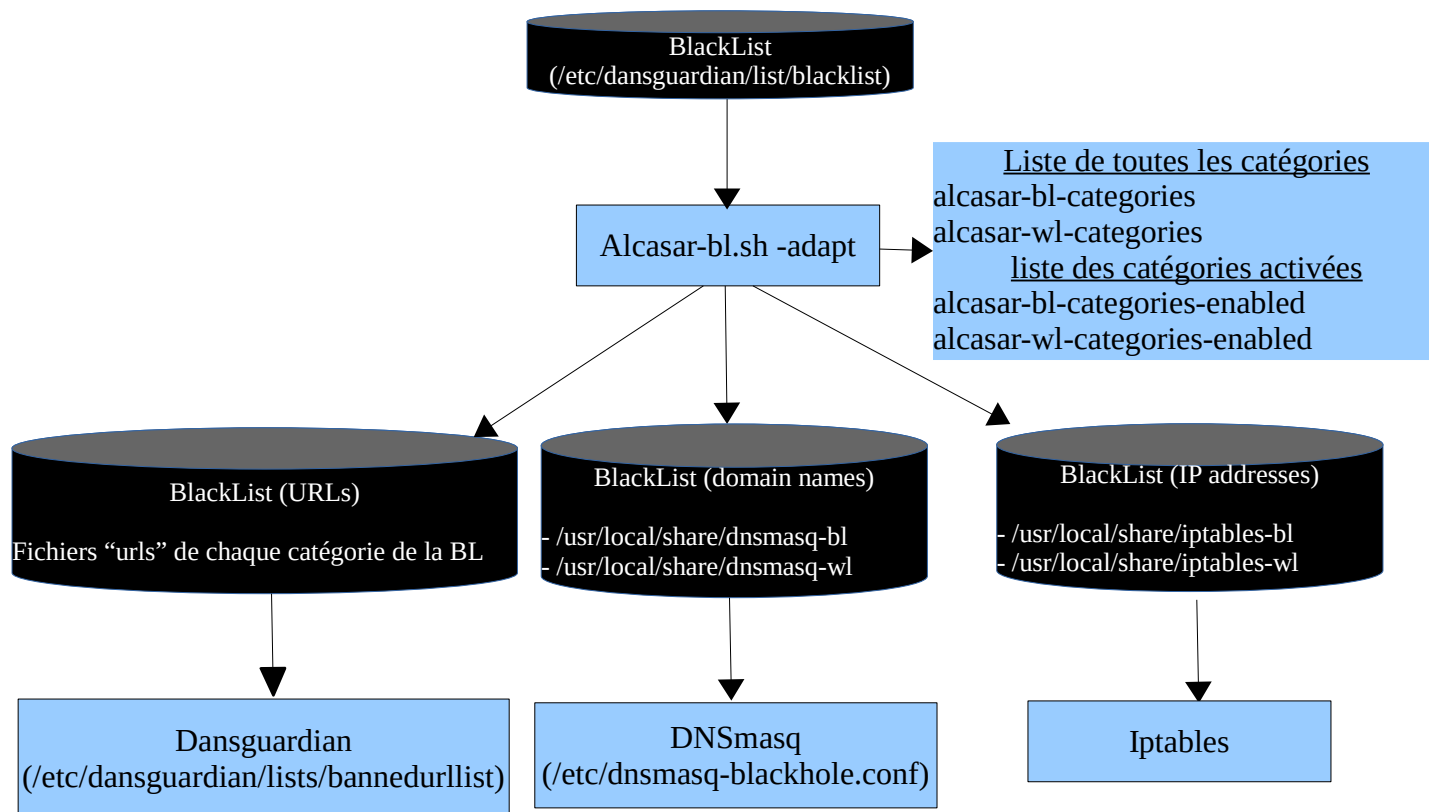 BlackList
(/etc/dansguardian/list/blacklist)
Alcasar-bl.sh -adapt
Liste de toutes les catégories
alcasar-bl-categories
alcasar-wl-categories
liste des catégories activées
alcasar-bl-categories-enabled
alcasar-wl-categories-enabled
BlackList (URLs)
Fichiers “urls” de chaque catégorie de la BL
BlackList (domain names)
- /usr/local/share/dnsmasq-bl
- /usr/local/share/dnsmasq-wl
BlackList (IP addresses)
- /usr/local/share/iptables-bl
- /usr/local/share/iptables-wl
Dansguardian
(/etc/dansguardian/lists/bannedurllist)
DNSmasq
(/etc/dnsmasq-blackhole.conf)
Iptables